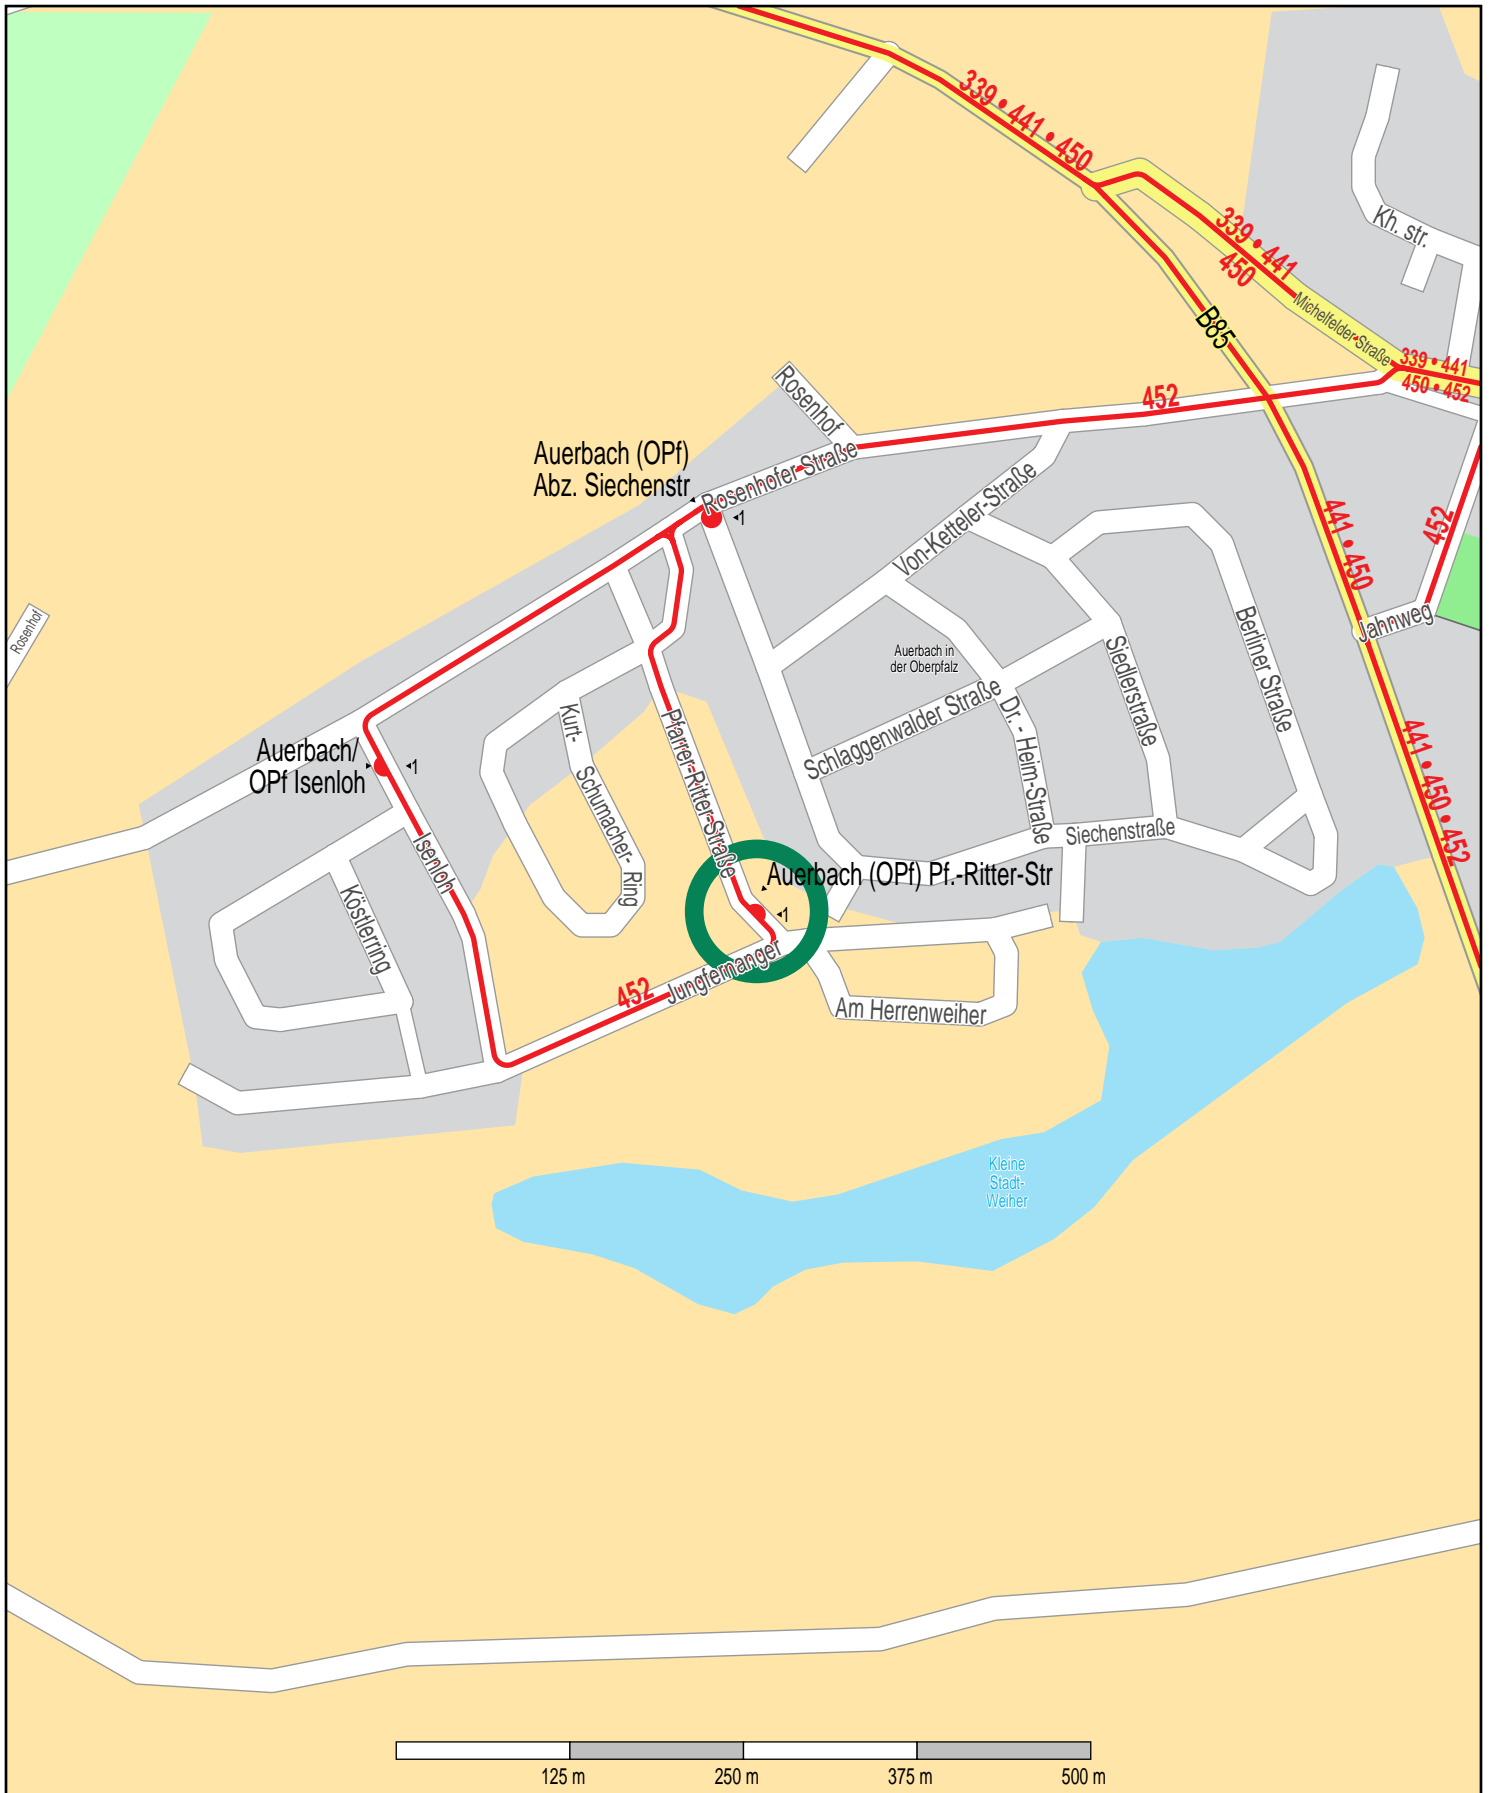 339 • 441 • 450
Kh. str.
339 • 441
450
Michelfelder-Straße
B85
339 • 441
450 • 452
Rosenhof
452
Auerbach (OPf)
Abz. Siechenstr
Rosenhofer Straße
1
Von-Ketteler-Straße
441 • 450
452
Rosenhof
Jahnweg
Berliner Straße
Siedlerstraße
Auerbach in
der Oberpfalz
Schlaggenwalder Straße
Dr. - Heim-Straße
Kurt-
Schumacher-
Ring
Pfarrer-Ritter-Straße
Auerbach/
OPf Isenloh
1
441 • 450 • 452
Siechenstraße
Isenloh
Auerbach (OPf) Pf.-Ritter-Str
1
Köstlerring
Jungfernanger
452
Am Herrenweiher
Kleine
Stadt-
Weiher
125 m
250 m
375 m
500 m